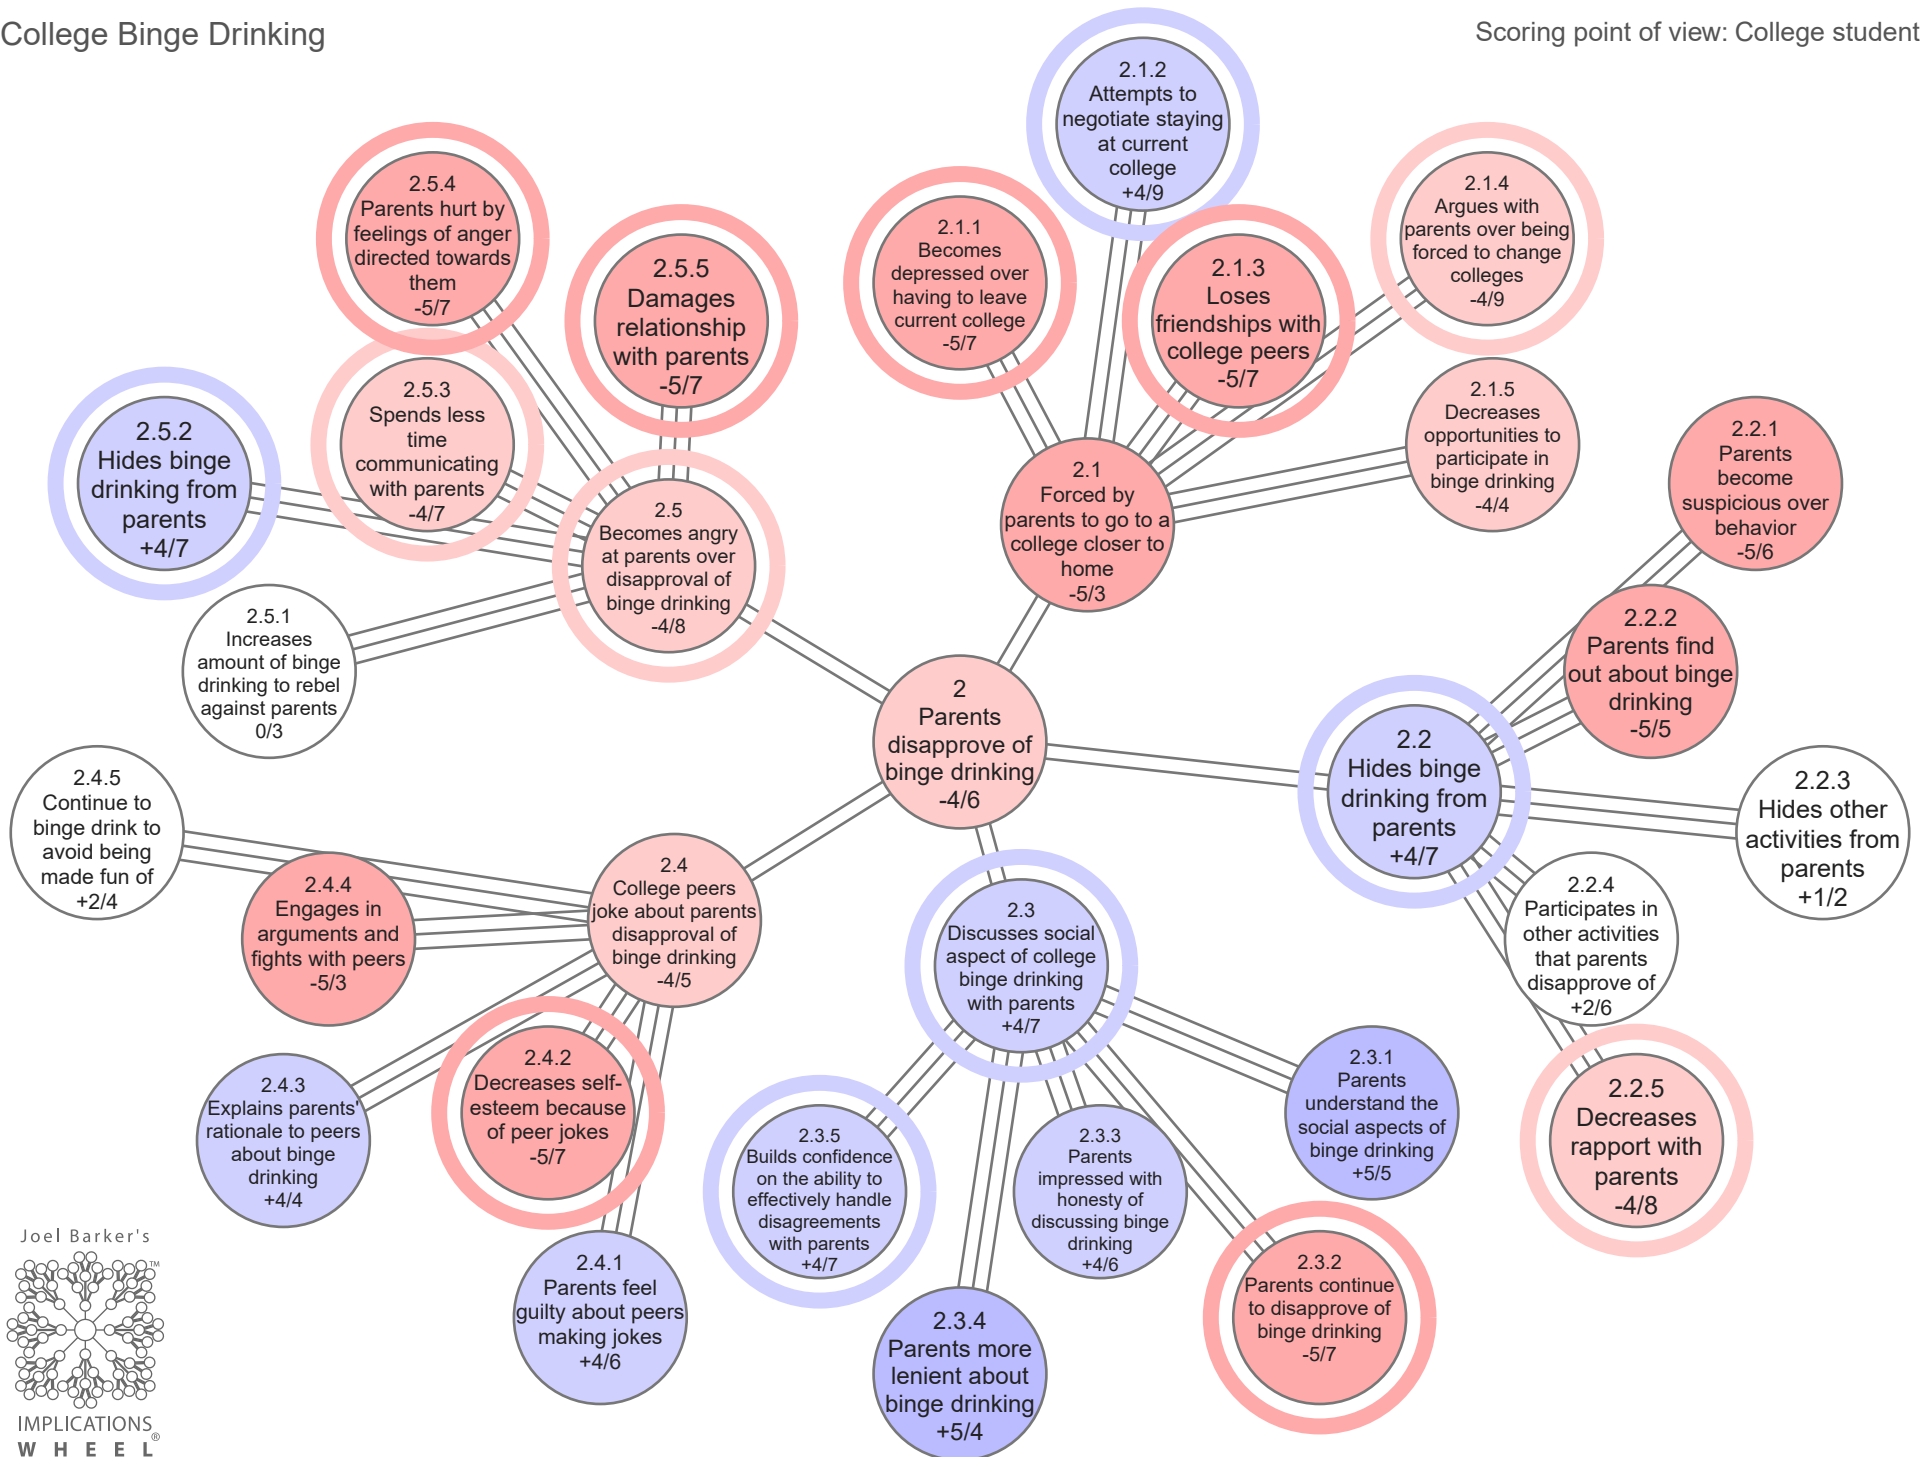 College Binge Drinking
Scoring point of view: College student
2.1.2
Attempts to
negotiate staying
at current
college
+4/9
2.5.4
Parents hurt by
feelings of anger
directed towards
them
-5/7
2.5.5
Damages
relationship
with parents
-5/7
2.1.1
Becomes
depressed over
having to leave
current college
-5/7
2.1.3
Loses
friendships with
college peers
-5/7
2.1.4
Argues with
parents over being
forced to change
colleges
-4/9
2.5.2
Hides binge
drinking from
parents
+4/7
2.5.3
Spends less
time
communicating
with parents
-4/7
2.5
Becomes angry
at parents over
disapproval of
binge drinking
-4/8
2.1
Forced by
parents to go to a
college closer to
home
-5/3
2.1.5
Decreases
opportunities to
participate in
binge drinking
-4/4
2.2.1
Parents
become
suspicious over
behavior
-5/6
2.5.1
Increases
amount of binge
drinking to rebel
against parents
0/3
2
Parents
disapprove of
binge drinking
-4/6
2.2.2
Parents find
out about binge
drinking
-5/5
2.2
Hides binge
drinking from
parents
+4/7
2.2.3
Hides other
activities from
parents
+1/2
2.4.5
Continue to
binge drink to
avoid being
made fun of
+2/4
2.4.4
Engages in
arguments and
fights with peers
-5/3
2.4
College peers
joke about parents
disapproval of
binge drinking
-4/5
2.3
Discusses social
aspect of college
binge drinking
with parents
+4/7
2.2.4
Participates in
other activities
that parents
disapprove of
+2/6
2.4.3
Explains parents'
rationale to peers
about binge
drinking
+4/4
2.4.2
Decreases self-
esteem because
of peer jokes
-5/7
2.3.5
Builds confidence
on the ability to
effectively handle
disagreements
with parents
+4/7
2.3.3
Parents
impressed with
honesty of
discussing binge
drinking
+4/6
2.3.1
Parents
understand the
social aspects of
binge drinking
+5/5
2.2.5
Decreases
rapport with
parents
-4/8
2.4.1
Parents feel
guilty about peers
making jokes
+4/6
2.3.4
Parents more
lenient about
binge drinking
+5/4
2.3.2
Parents continue
to disapprove of
binge drinking
-5/7
Joel Barker's
™
IMPLICATIONS
WHEEL®